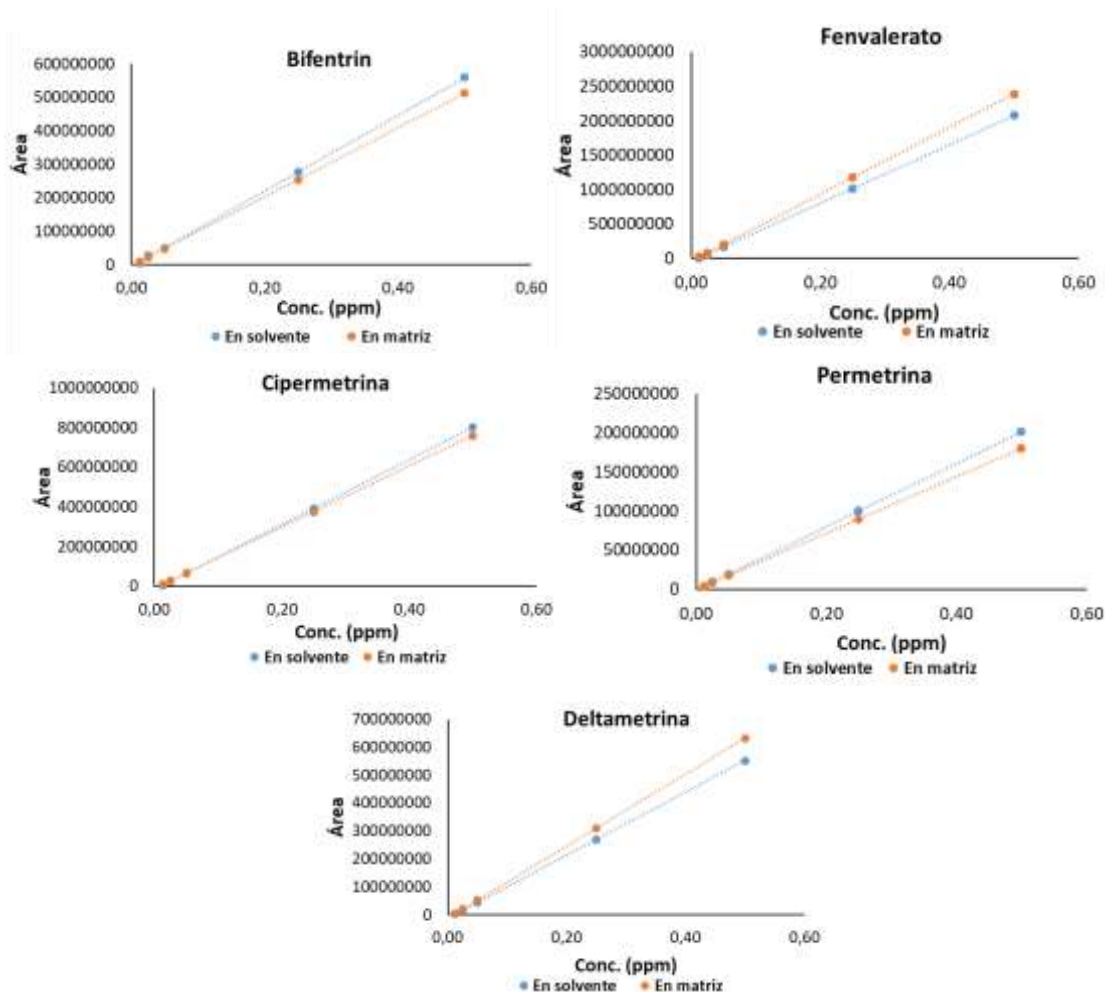 Bifentrin
600000000
500000000
400000000
300000000
200000000
100000000
0
Área
0,00 0,20 0,40 0,60
Conc. (ppm)
En solvente En matriz
Fenvalerato
3000000000
2500000000
2000000000
1500000000
1000000000
500000000
0
Área
0,00 0,20 0,40 0,60
Conc. (ppm)
En solvente En matriz
Cipermetrina
1000000000
800000000
600000000
400000000
200000000
0
Área
0,00 0,20 0,40 0,60
Conc. (ppm)
En solvente En matriz
Permetrina
250000000
200000000
150000000
100000000
50000000
0
Área
0,00 0,20 0,40 0,60
Conc. (ppm)
En solvente En matriz
Deltametrina
700000000
600000000
500000000
400000000
300000000
200000000
100000000
0
Área
0,00 0,20 0,40 0,60
Conc. (ppm)
En solvente En matriz